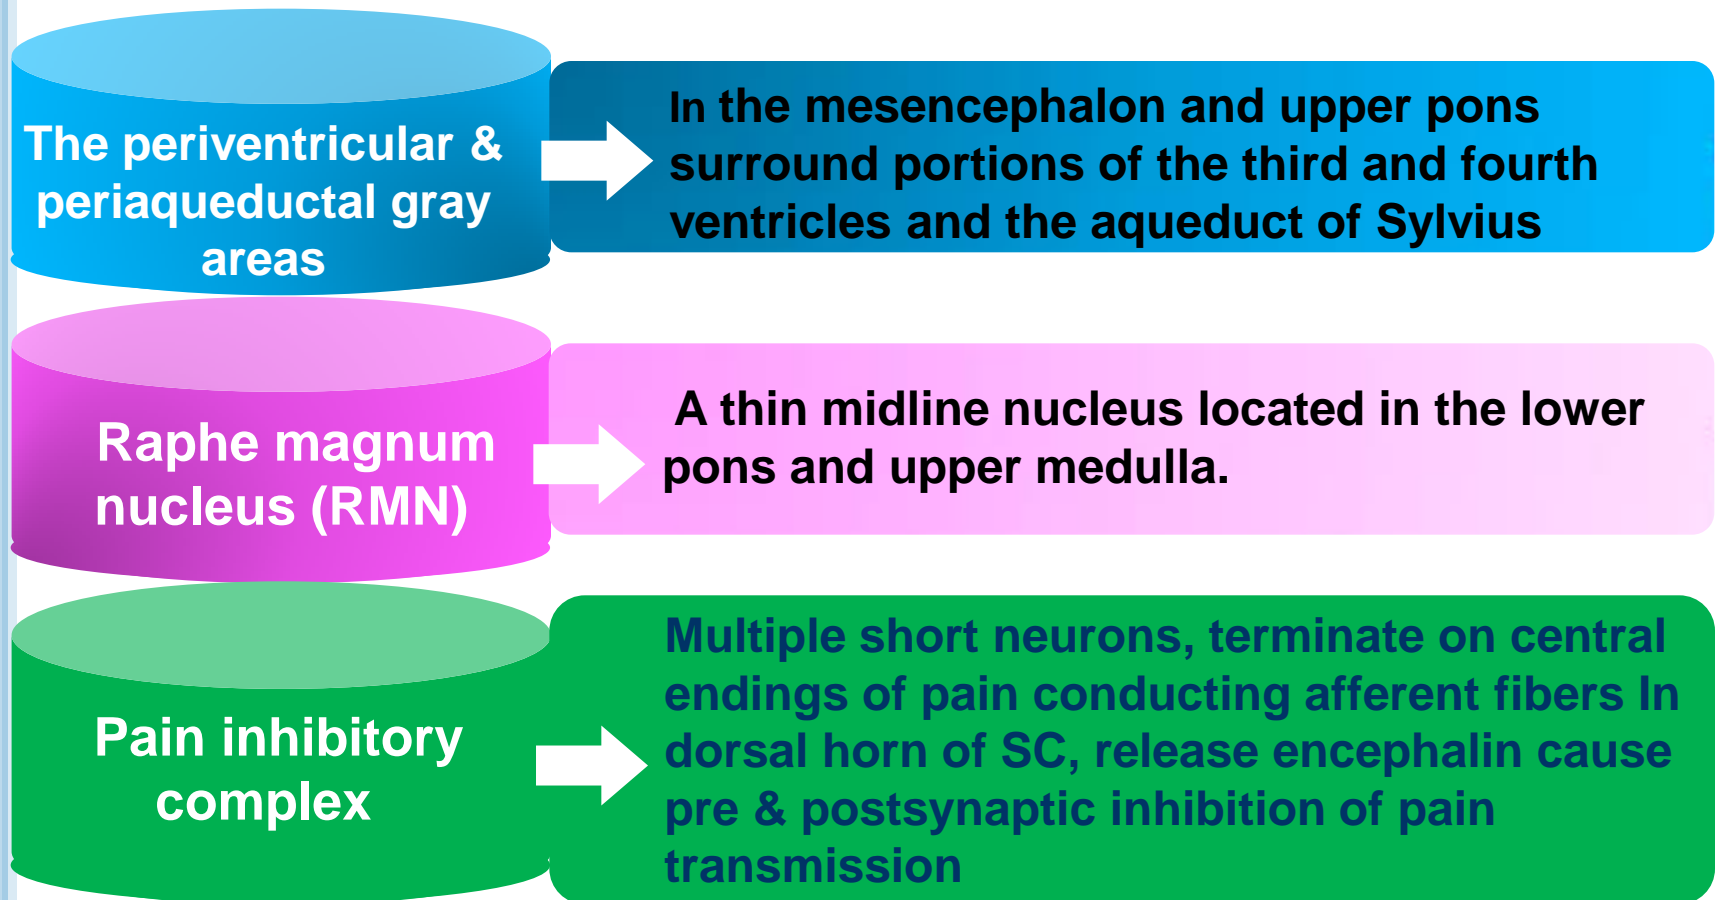 The periventricular &
periaqueductal gray
areas
In the mesencephalon and upper pons
surround portions of the third and fourth
ventricles and the aqueduct of Sylvius
Raphe magnum
nucleus (RMN)
A thin midline nucleus located in the lower
pons and upper medulla.
Pain inhibitory
complex
Multiple short neurons, terminate on central
endings of pain conducting afferent fibers In
dorsal horn of SC, release encephalin cause
pre & postsynaptic inhibition of pain
transmission